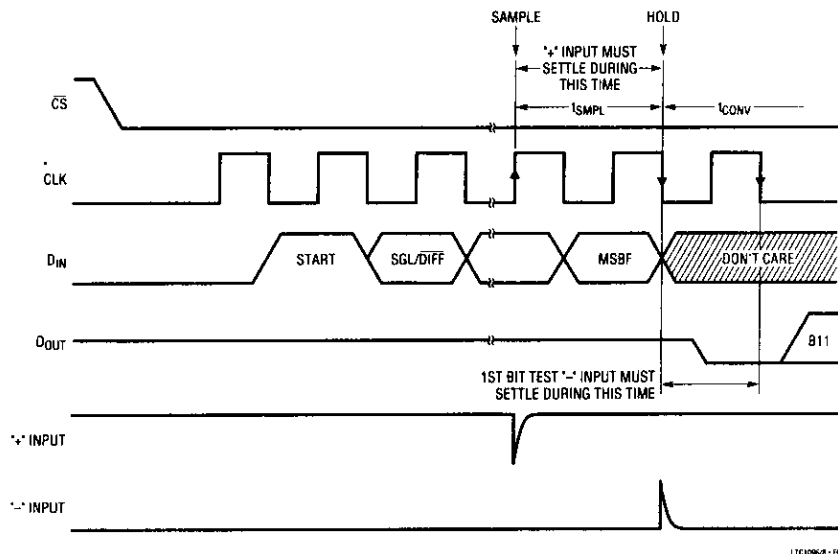 SAMPLE HOLD
"+" INPUT MUST
SETTLE DURING
THIS TIME
CS
tSMPL tCONV
CLK
DIN START SGL/DIFF MSBF DON'T CARE
DOUT B11
1ST BIT TEST "–" INPUT MUST
SETTLE DURING THIS TIME
"+" INPUT
"–" INPUT